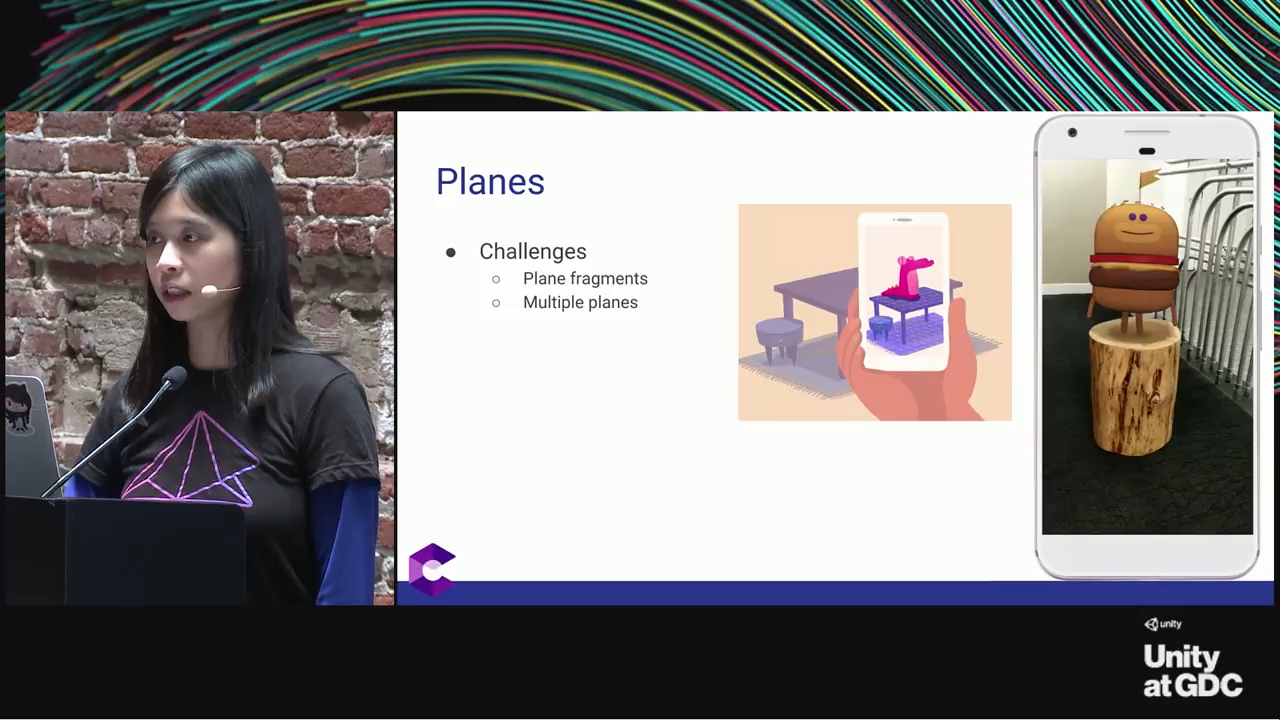 Planes
● Challenges
○ Plane fragments
○ Multiple planes
unity
Unity
at GDC